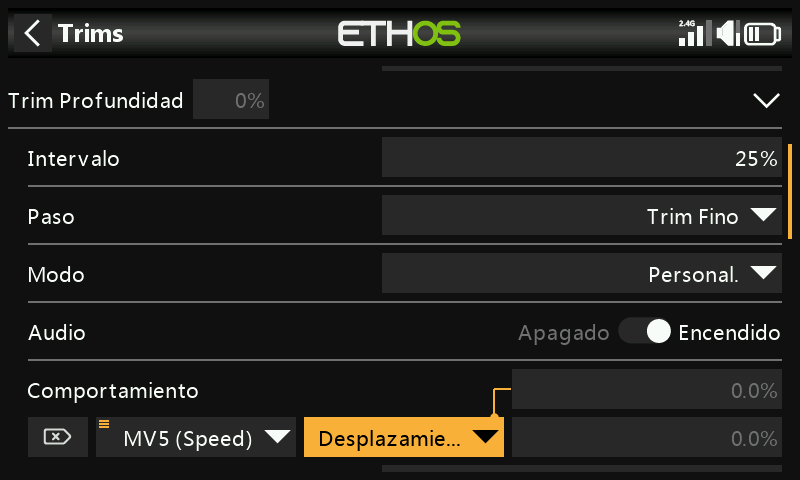 Trims
ETHOS
2.4G
Trim Profundidad 0%
Intervalo 25%
Paso Trim Fino
Modo Personal.
Audio Apagado Encendido
Comportamiento 0.0%
MV5 (Speed) Desplazamie... 0.0%